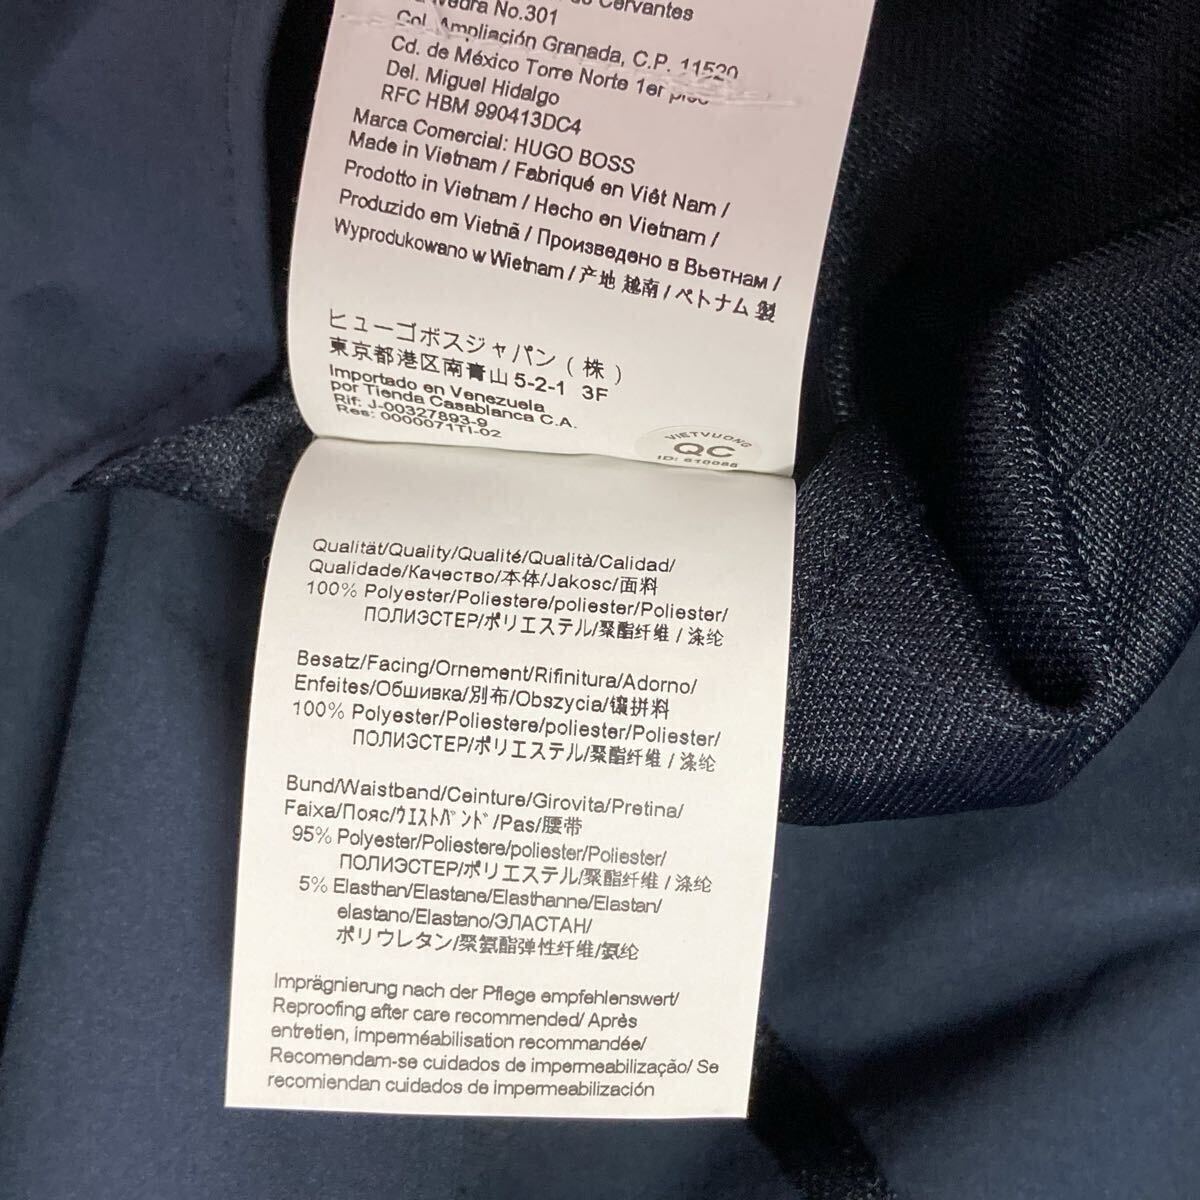 de Cervantes
No.301
Col. Ampliación Granada, C.P. 11520
Cd. de México Torre Norte 1er piso
Del. Miguel Hidalgo
RFC HBM 990413DC4
Marca Comercial: HUGO BOSS
Made in Vietnam / Fabriqué en Viêt Nam /
Prodotto in Vietnam / Hecho en Vietnam /
Produzido em Vietnã / Произведено в Вьетнам /
Wyprodukowano w Wietnam / 产地 越南 / ベトナム 製
ヒューゴボスジャパン ( 株 )
東京都港区南青山 5-2-1 3F
Importado en Venezuela
por Tienda Casablanca C.A.
Rif: J-00327893-9
Res: 0000071TI-02
VIETVUONG
QC
ID: 610086
Qualität/Quality/Qualité/Qualità/Calidad/
Qualidade/Качество/本体/Jakosc/面料
100% Polyester/Poliestere/poliester/Poliester/
ПОЛИЭСТЕР/ポリエステル/聚酯纤维 / 涤纶
Besatz/Facing/Ornement/Rifinitura/Adorno/
Enfeites/Обшивка/別布/Obszycia/镶拼料
100% Polyester/Poliestere/poliester/Poliester/
ПОЛИЭСТЕР/ポリエステル/聚酯纤维 / 涤纶
Bund/Waistband/Ceinture/Girovita/Pretina/
Faixa/Пояс/ｳｴｽﾄﾊﾞﾝﾄﾞ/Pas/腰带
95% Polyester/Poliestere/poliester/Poliester/
ПОЛИЭСТЕР/ポリエステル/聚酯纤维 / 涤纶
5% Elasthan/Elastane/Elasthanne/Elastan/
elastano/Elastano/ЭЛАСТАН/
ポリウレタン/聚氨酯弹性纤维/氨纶
Imprägnierung nach der Pflege empfehlenswert/
Reproofing after care recommended/ Après
entretien, imperméabilisation recommandée/
Recomendam-se cuidados de impermeabilização/ Se
recomiendan cuidados de impermeabilización